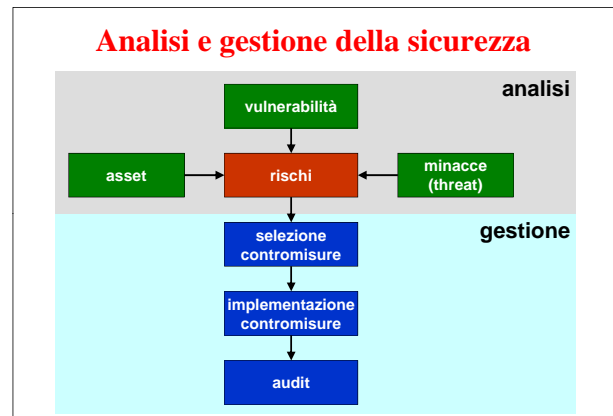 Analisi e gestione della sicurezza
analisi
vulnerabilità
asset
rischi
minacce
(threat)
gestione
selezione
contromisure
implementazione
contromisure
audit